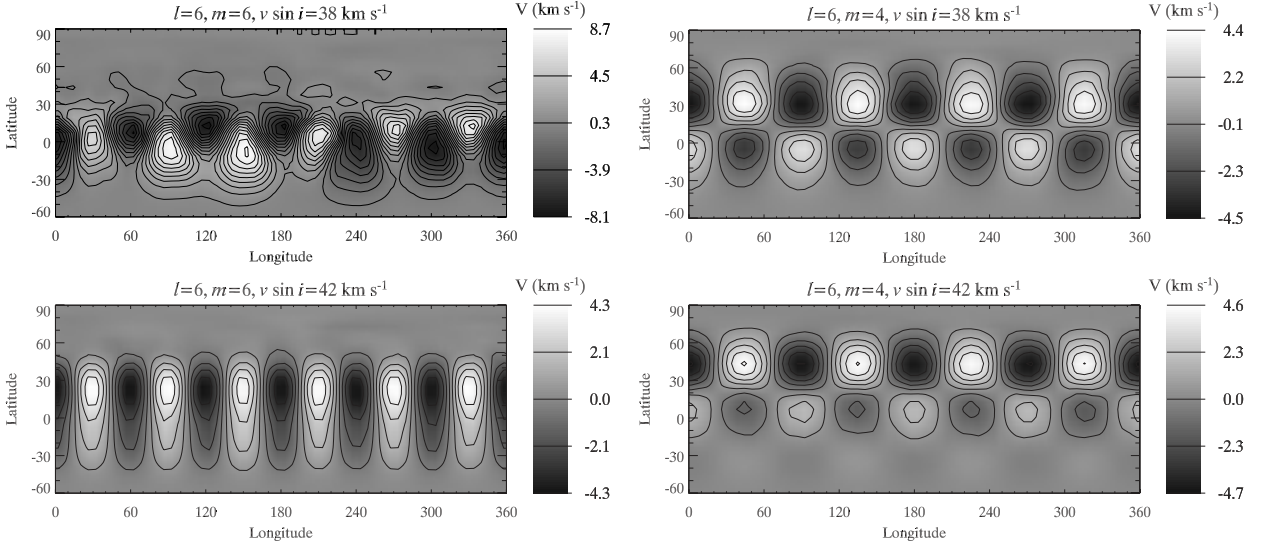 l=6, m=6, v sin i=38 km s-1
V (km s-1)
90
60
30
0
-30
-60
Latitude
0 60 120 180 240 300 360
Longitude
8.7
4.5
0.3
-3.9
-8.1
l=6, m=4, v sin i=38 km s-1
V (km s-1)
90
60
30
0
-30
-60
Latitude
0 60 120 180 240 300 360
Longitude
4.4
2.2
-0.1
-2.3
-4.5
l=6, m=6, v sin i=42 km s-1
V (km s-1)
90
60
30
0
-30
-60
Latitude
0 60 120 180 240 300 360
Longitude
4.3
2.1
0.0
-2.1
-4.3
l=6, m=4, v sin i=42 km s-1
V (km s-1)
90
60
30
0
-30
-60
Latitude
0 60 120 180 240 300 360
Longitude
4.6
2.3
0.0
-2.3
-4.7